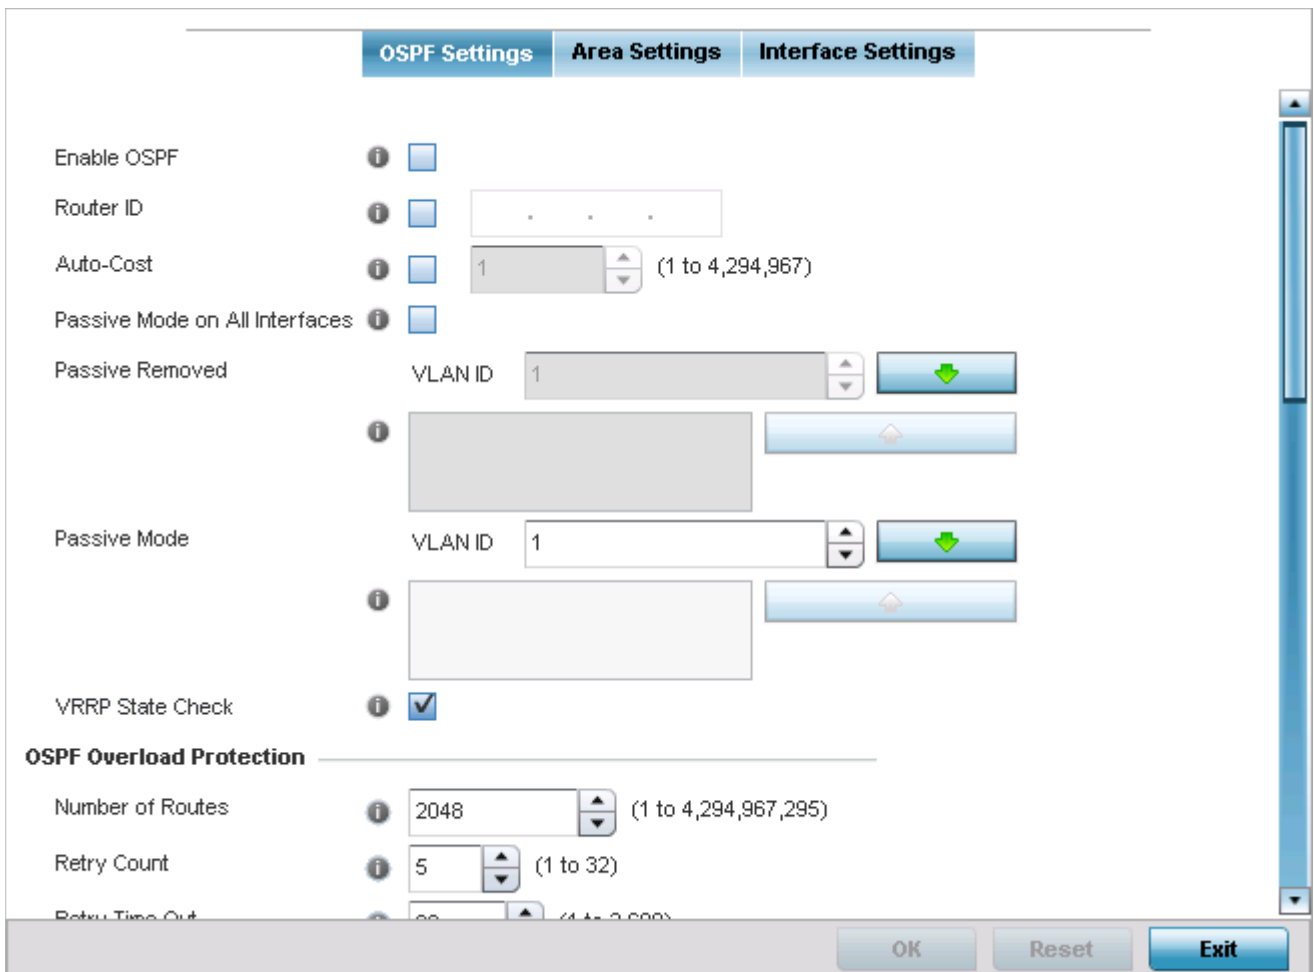 OSPF Settings Area Settings Interface Settings
Enable OSPF
Router ID . . .
Auto-Cost 1 (1 to 4,294,967)
Passive Mode on All Interfaces
Passive Removed VLAN ID 1
Passive Mode VLAN ID 1
VRRP State Check
OSPF Overload Protection
Number of Routes 2048 (1 to 4,294,967,295)
Retry Count 5 (1 to 32)
Retry Time Out
OK Reset Exit